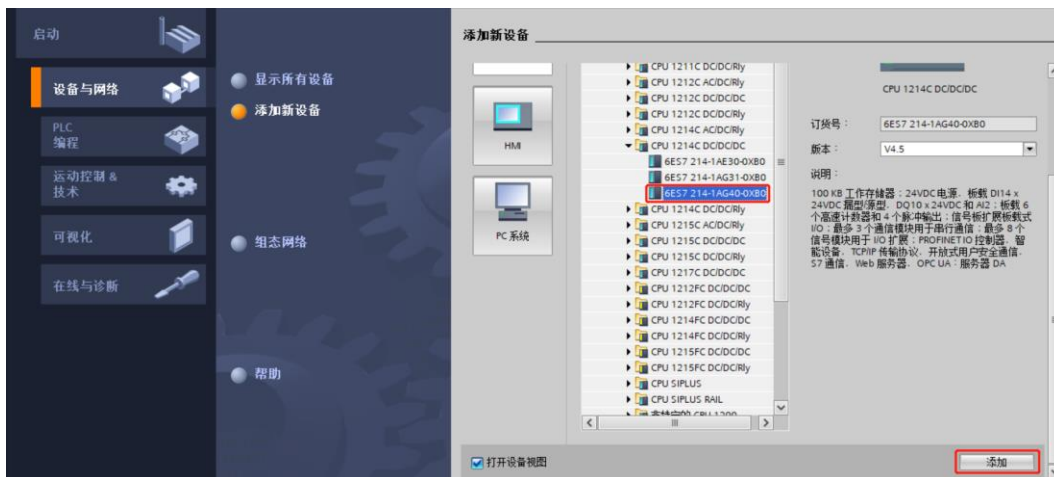 启动
设备与网络
PLC
编程
运动控制 &
技术
可视化
在线与诊断
显示所有设备
添加新设备
组态网络
帮助
添加新设备
HMI
PC 系统
CPU 1211C DC/DC/Rly
CPU 1212C AC/DC/Rly
CPU 1212C DC/DC/DC
CPU 1212C DC/DC/Rly
CPU 1214C AC/DC/Rly
CPU 1214C DC/DC/DC
6ES7 214-1AE30-0XB0
6ES7 214-1AG31-0XB0
6ES7 214-1AG40-0XB0
CPU 1214C DC/DC/Rly
CPU 1215C AC/DC/Rly
CPU 1215C DC/DC/DC
CPU 1215C DC/DC/Rly
CPU 1217C DC/DC/DC
CPU 1212FC DC/DC/DC
CPU 1212FC DC/DC/Rly
CPU 1214FC DC/DC/DC
CPU 1214FC DC/DC/Rly
CPU 1215FC DC/DC/DC
CPU 1215FC DC/DC/Rly
CPU SIPLUS
CPU SIPLUS RAIL
CPU 1214C DC/DC/DC
订货号：
6ES7 214-1AG40-0XB0
版本：
V4.5
说明：
100 KB 工作存储器；24VDC 电源，板载 DI14 x
24VDC 漏型/源型，DQ10 x 24VDC 和 AI2；板载 6
个高速计数器和 4 个脉冲输出；信号板扩展板载式
I/O；最多 3 个通信模块用于串行通信；最多 8 个
信号模块用于 I/O 扩展；PROFINET IO 控制器，智
能设备，TCP/IP 传输协议，开放式用户安全通信，
S7 通信，Web 服务器，OPC UA：服务器 DA
打开设备视图
添加